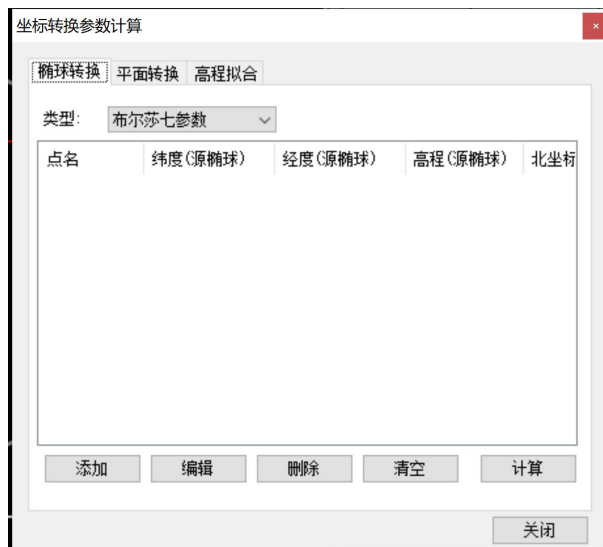 坐标转换参数计算
×
椭球转换 平面转换 高程拟合
类型: 布尔莎七参数
点名 纬度(源椭球) 经度(源椭球) 高程(源椭球) 北坐标
添加 编辑 删除 清空 计算
关闭